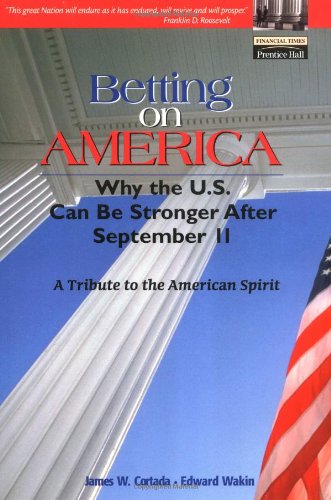 "This great Nation will endure as it has endured, will revive and will prosper."
Franklin D. Roosevelt
FINANCIAL TIMES
Prentice Hall
Betting
on
AMERICA
Why the U.S.
Can Be Stronger After
September 11
A Tribute to the American Spirit
James W. Cortada • Edward Wakin
Copyrighted Material